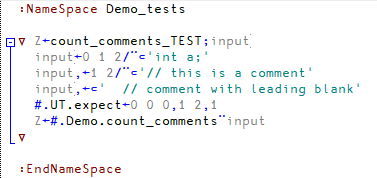 :NameSpace Demo_tests
∇ Z←count_comments_TEST;input
input←0 1 2/¨⊂'int a;'
input,←1 2/¨⊂'// this is a comment'
input,←⊂'  // comment with leading blank'
#.UT.expect←0 0 0,1 2,1
Z←#.Demo.count_comments¨input
∇
:EndNameSpace